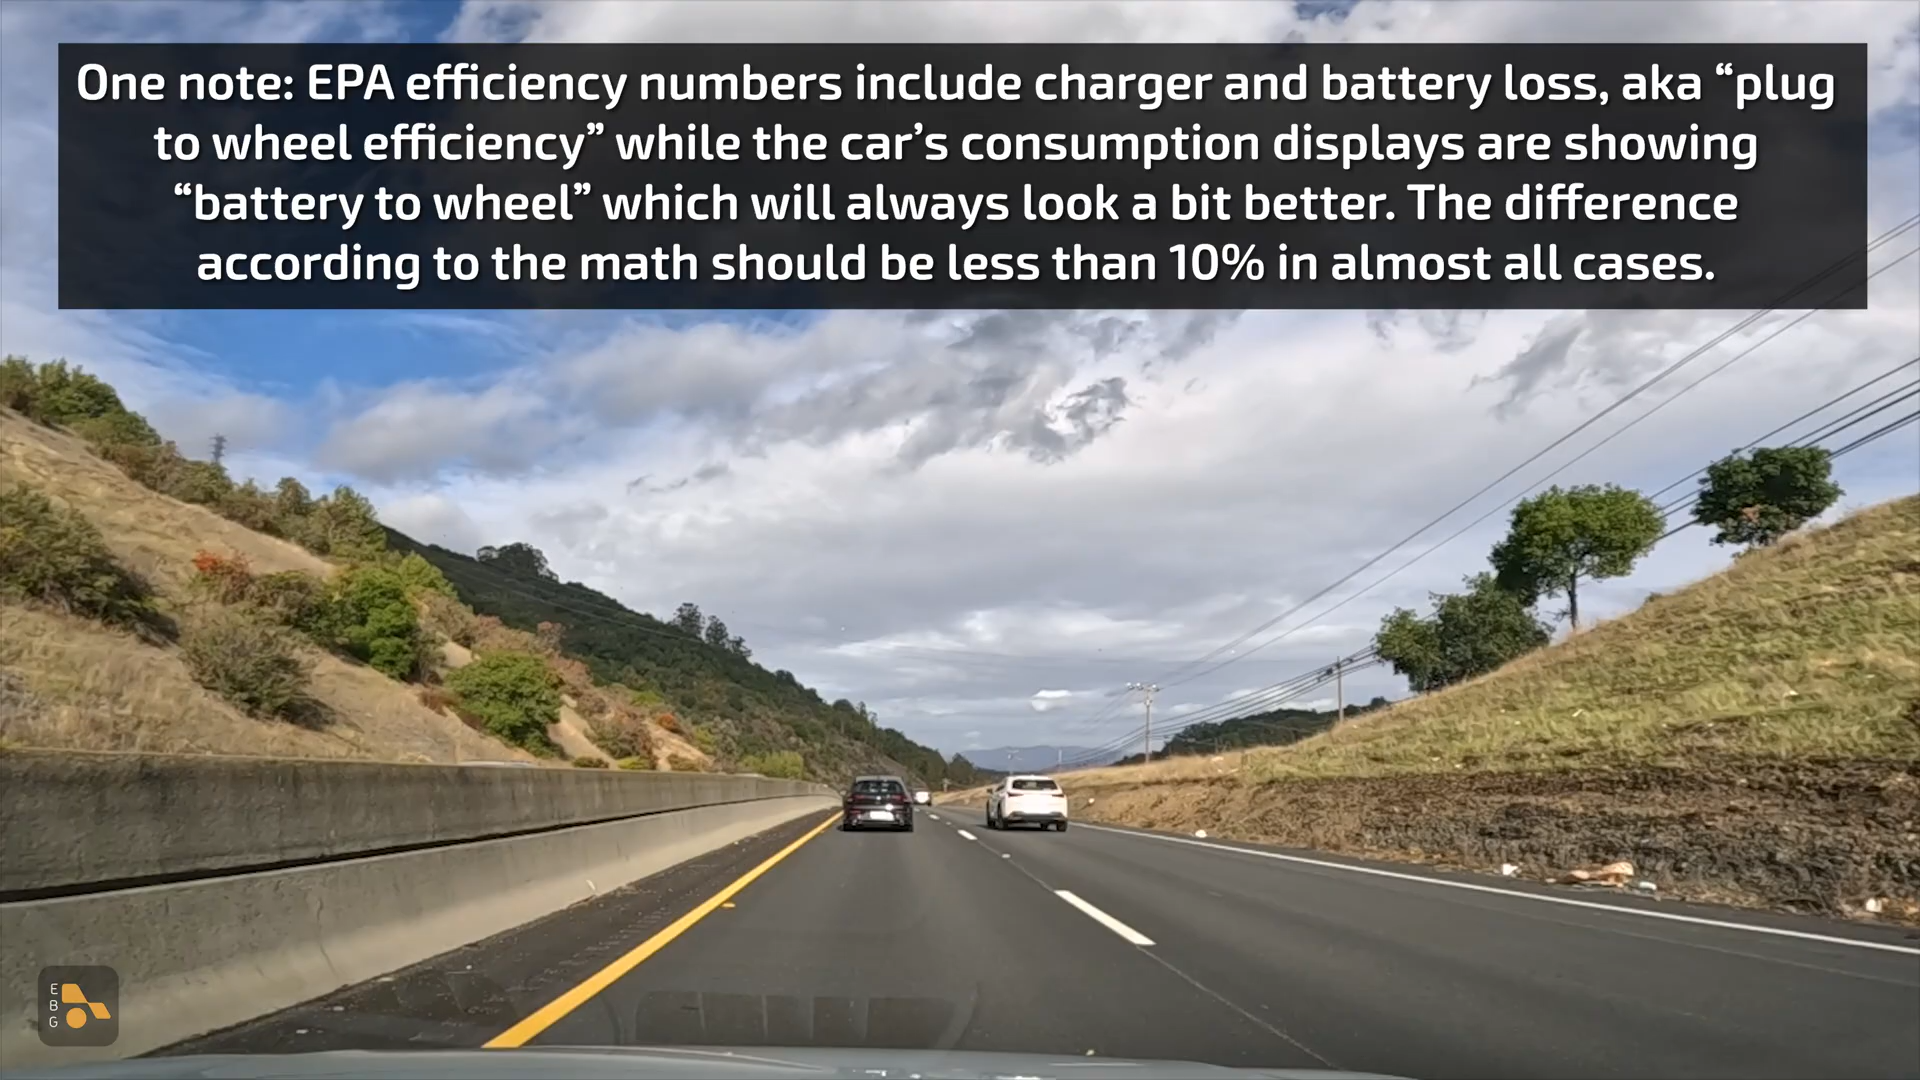 One note: EPA efficiency numbers include charger and battery loss, aka “plug
to wheel efficiency” while the car’s consumption displays are showing
“battery to wheel” which will always look a bit better. The difference
according to the math should be less than 10% in almost all cases.
E
B
G